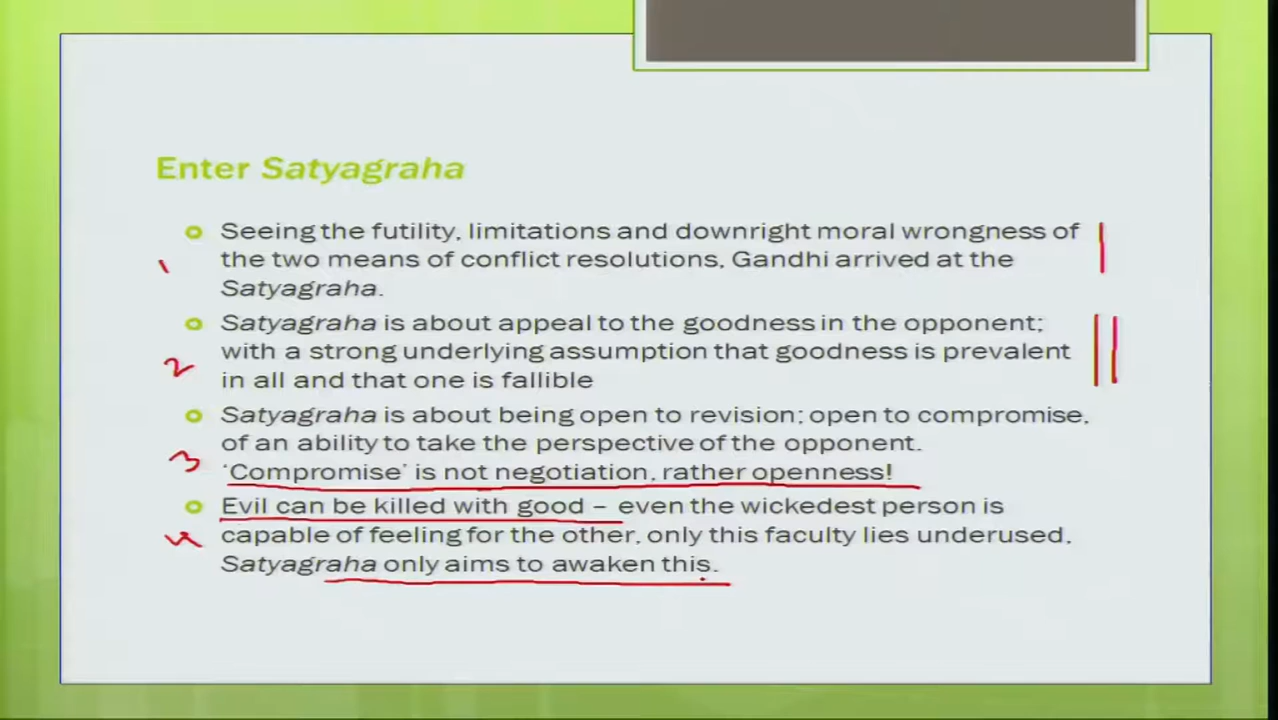 Enter Satyagraha
Seeing the futility, limitations and downright moral wrongness of
the two means of conflict resolutions, Gandhi arrived at the
Satyagraha.
Satyagraha is about appeal to the goodness in the opponent;
with a strong underlying assumption that goodness is prevalent
in all and that one is fallible
Satyagraha is about being open to revision; open to compromise,
of an ability to take the perspective of the opponent.
‘Compromise’ is not negotiation, rather openness!
Evil can be killed with good – even the wickedest person is
capable of feeling for the other, only this faculty lies underused,
Satyagraha only aims to awaken this.
1
2
3
4